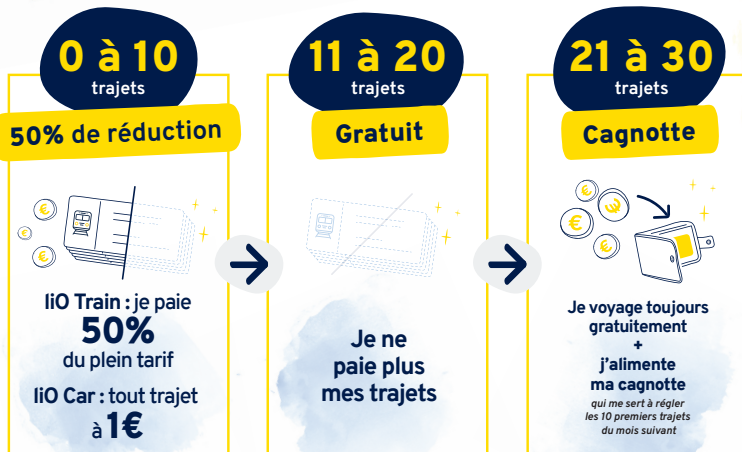 0 à 10
trajets
50% de réduction
€
€
€
liO Train : je paie
50%
du plein tarif
liO Car : tout trajet
à 1€
11 à 20
trajets
Gratuit
Je ne
paie plus
mes trajets
21 à 30
trajets
Cagnotte
€
€
€
€
Je voyage toujours
gratuitement
+
j'alimente
ma cagnotte
qui me sert à régler
les 10 premiers trajets
du mois suivant